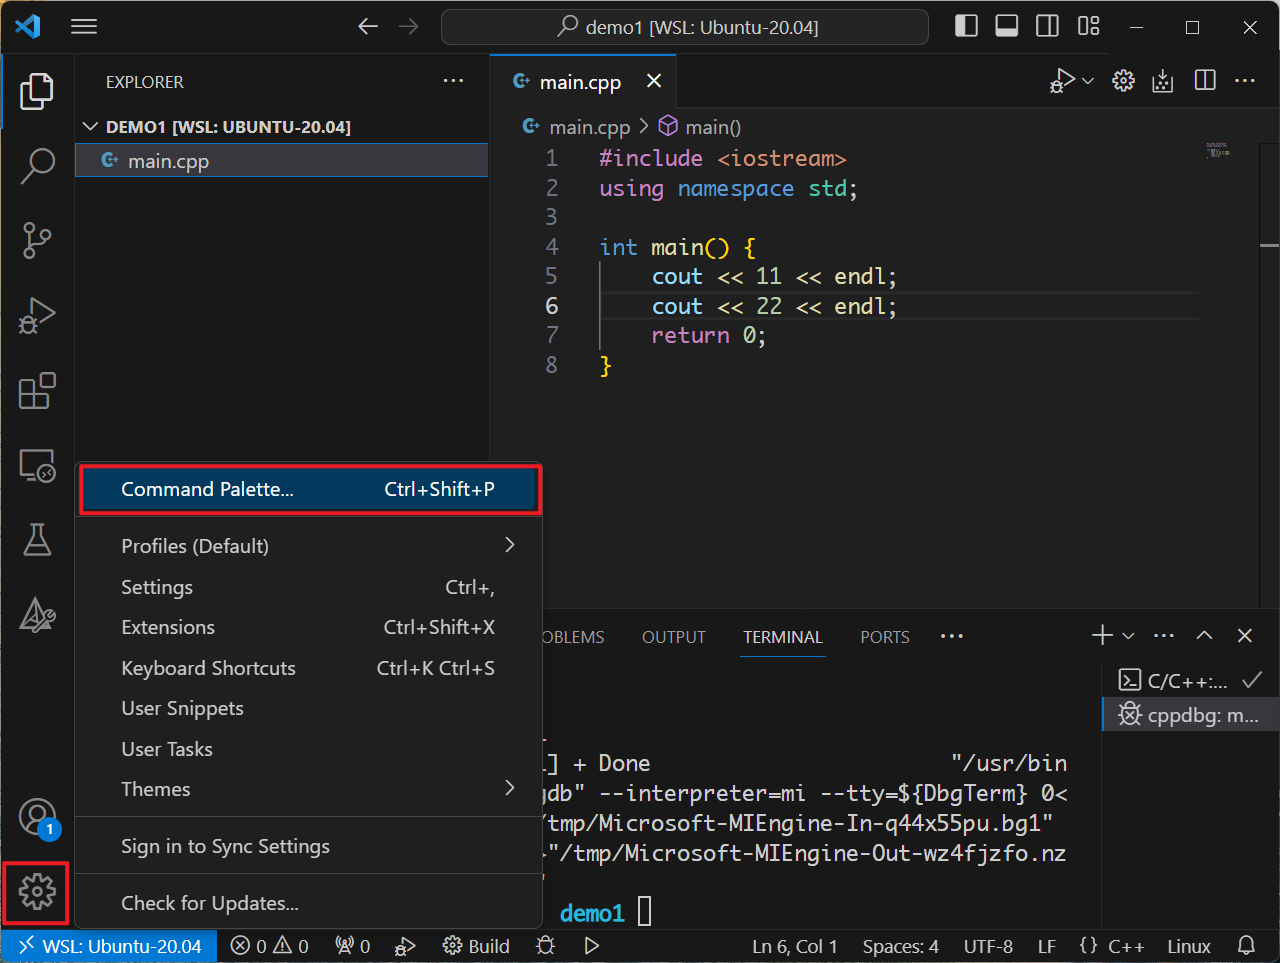 demo1 [WSL: Ubuntu-20.04]
EXPLORER
DEMO1 [WSL: UBUNTU-20.04]
main.cpp
main.cpp
main.cpp > main()
1 #include <iostream>
2 using namespace std;
3
4 int main() {
5 cout << 11 << endl;
6 cout << 22 << endl;
7 return 0;
8 }
Command Palette... Ctrl+Shift+P
Profiles (Default)
Settings Ctrl+,
Extensions Ctrl+Shift+X
Keyboard Shortcuts Ctrl+K Ctrl+S
User Snippets
User Tasks
Themes
Sign in to Sync Settings
Check for Updates...
OBLEMS OUTPUT TERMINAL PORTS
C/C++:...
cppdbg: m...
] + Done "/usr/bin
db" --interpreter=mi --tty=${DbgTerm} 0<
/tmp/Microsoft-MIEngine-In-q44x55pu.bg1"
"/tmp/Microsoft-MIEngine-Out-wz4fjzfo.nz
demo1
1
WSL: Ubuntu-20.04 0 0 0 Build Ln 6, Col 1 Spaces: 4 UTF-8 LF {} C++ Linux